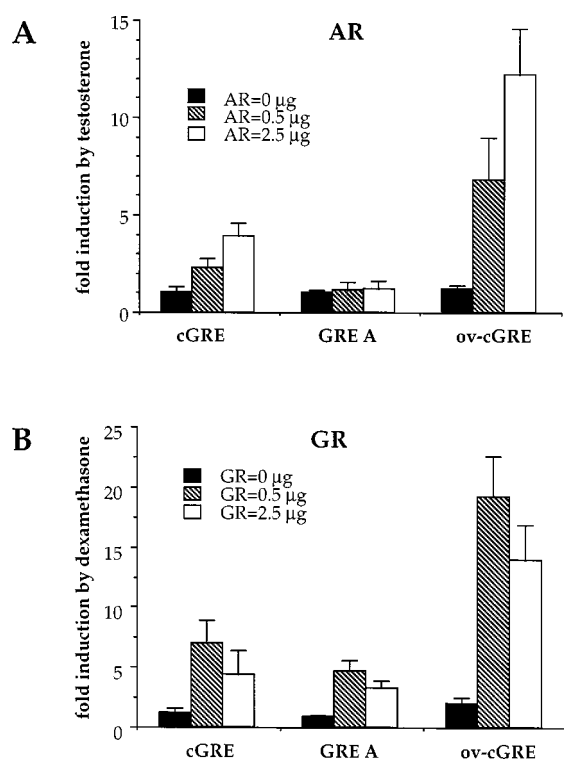 A
AR
fold induction by testosterone
15
10
5
0
AR=0 µg
AR=0.5 µg
AR=2.5 µg
cGRE GRE A ov-cGRE
B
GR
fold induction by dexamethasone
25
20
15
10
5
0
GR=0 µg
GR=0.5 µg
GR=2.5 µg
cGRE GRE A ov-cGRE